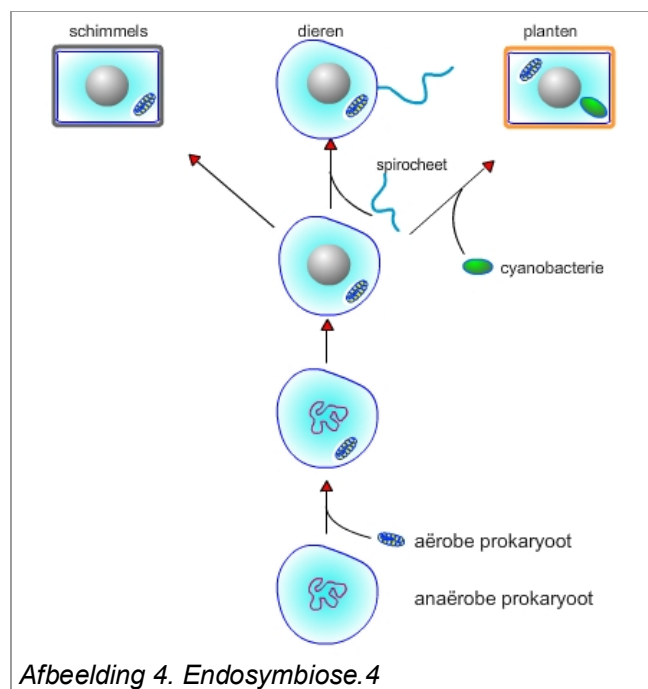 schimmels
dieren
planten
spirocheet
cyanobacterie
aërobe prokaryoot
anaërobe prokaryoot
Afbeelding 4. Endosymbiose.4